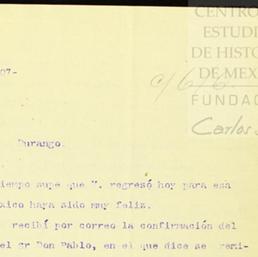 CENTRO
ESTUDI
DE HISTO
DE MEX
FUNDAC
Carlos S
07-
c/6/6
Durango.
iempo supe que V. regresó hoy para esa
xico haya sido muy feliz.
recibí por correo la confirmación del
el Sr Don Pablo, en el que dice se remi-